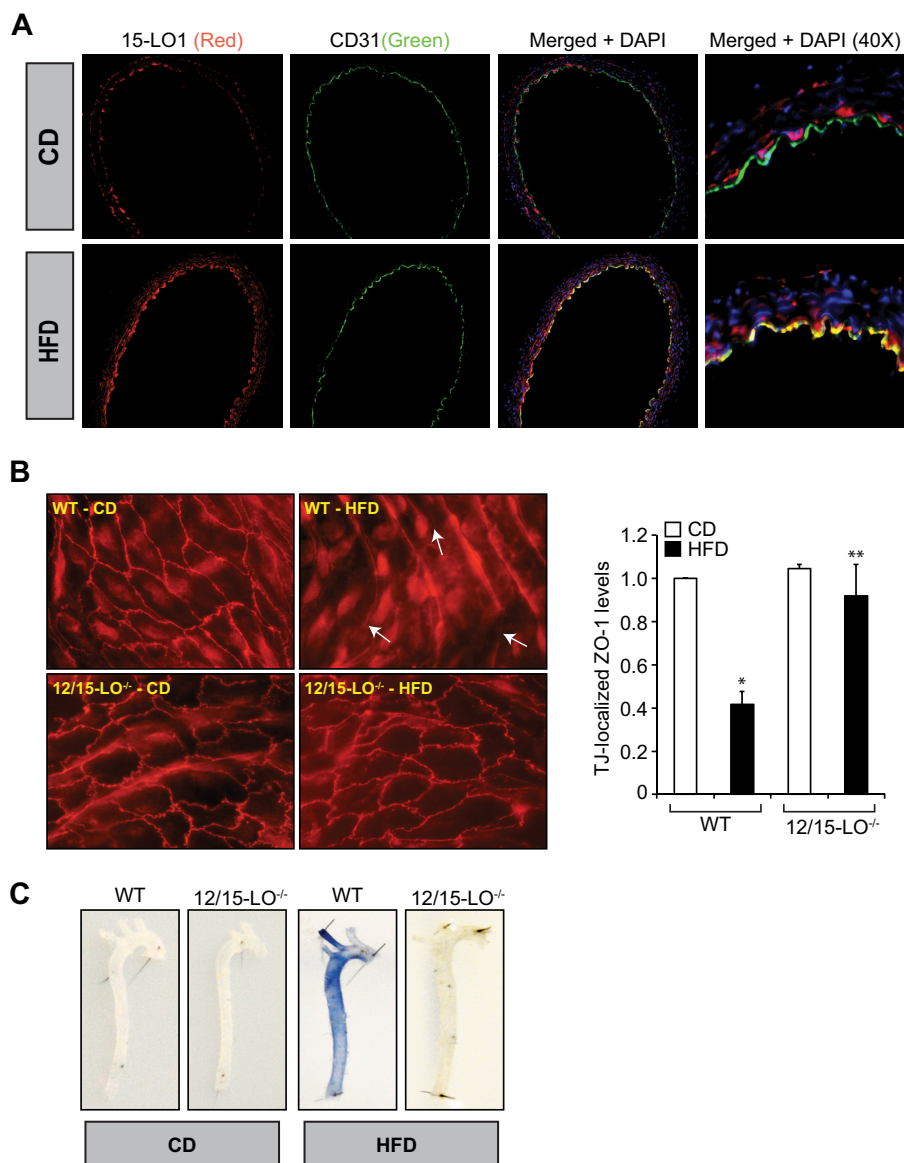 A
15-LO1 (Red)
CD31(Green)
Merged + DAPI
Merged + DAPI (40X)
CD
HFD
B
WT - CD
WT - HFD
12/15-LO-/- - CD
12/15-LO-/- - HFD
TJ-localized ZO-1 levels
1.2
1.0
0.8
0.6
0.4
0.2
0
CD
HFD
*
**
WT
12/15-LO-/-
C
WT
12/15-LO-/-
WT
12/15-LO-/-
CD
HFD